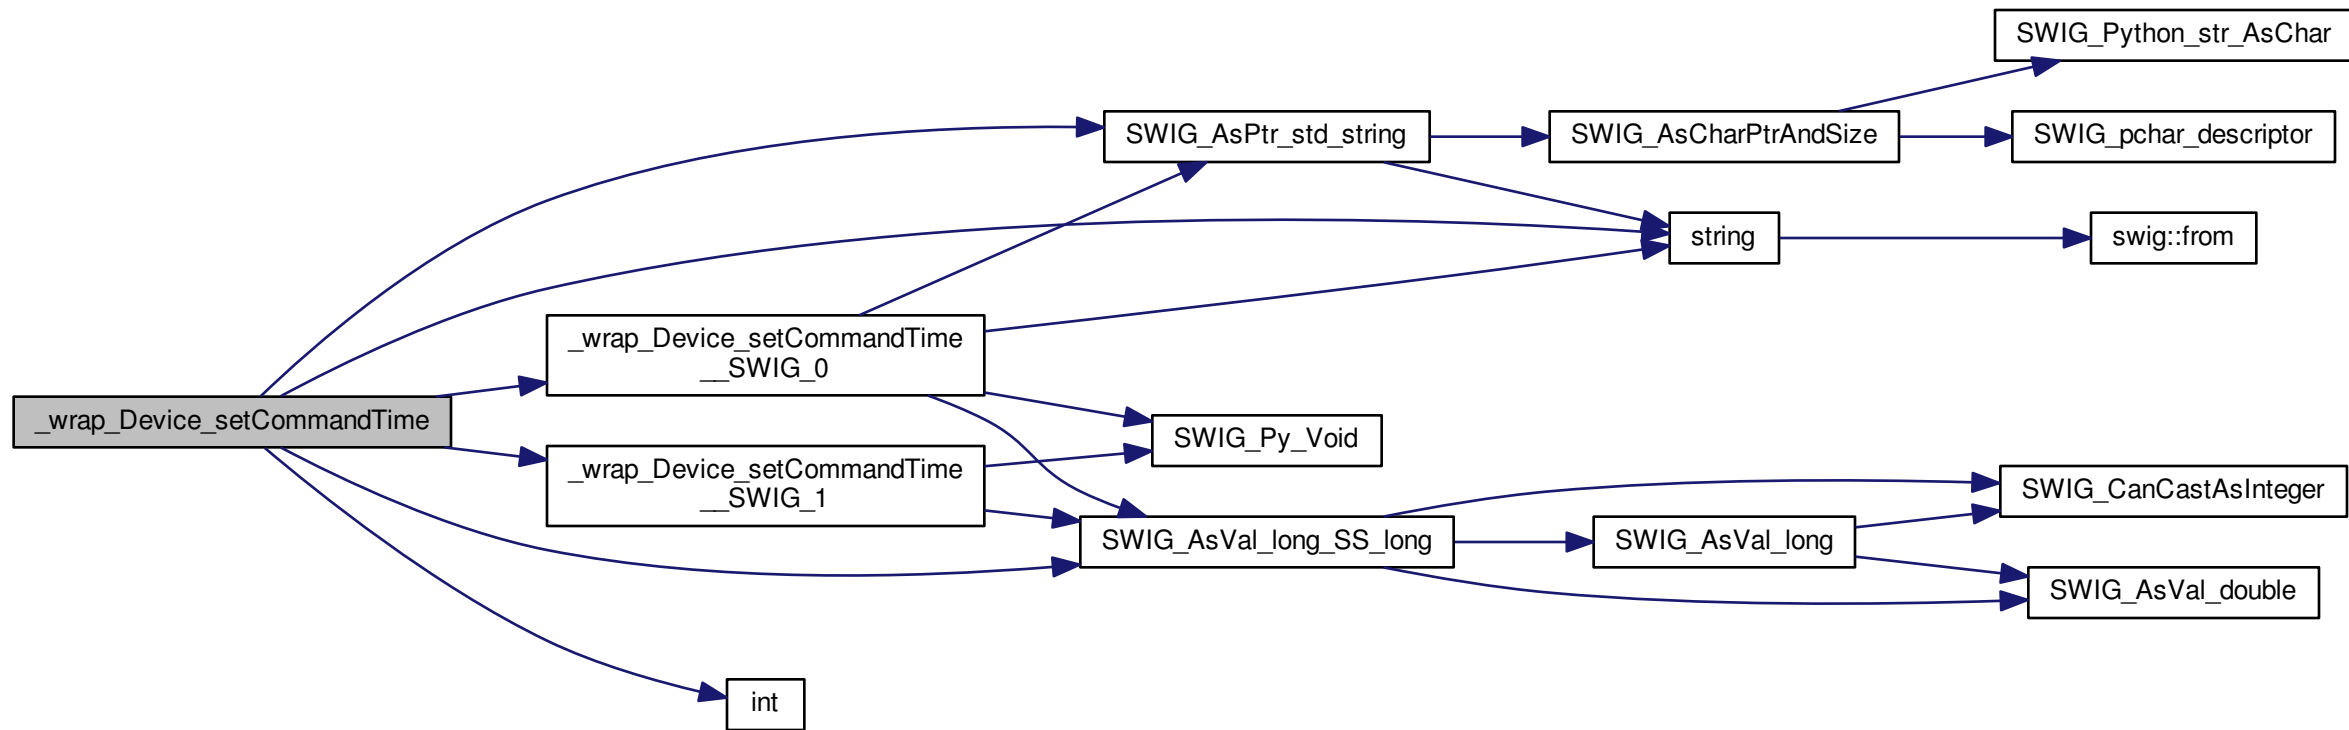 SWIG_Python_str_AsChar
SWIG_AsPtr_std_string
SWIG_AsCharPtrAndSize
SWIG_pchar_descriptor
string
swig::from
_wrap_Device_setCommandTime
__SWIG_0
_wrap_Device_setCommandTime
SWIG_Py_Void
_wrap_Device_setCommandTime
__SWIG_1
SWIG_CanCastAsInteger
SWIG_AsVal_long_SS_long
SWIG_AsVal_long
SWIG_AsVal_double
int